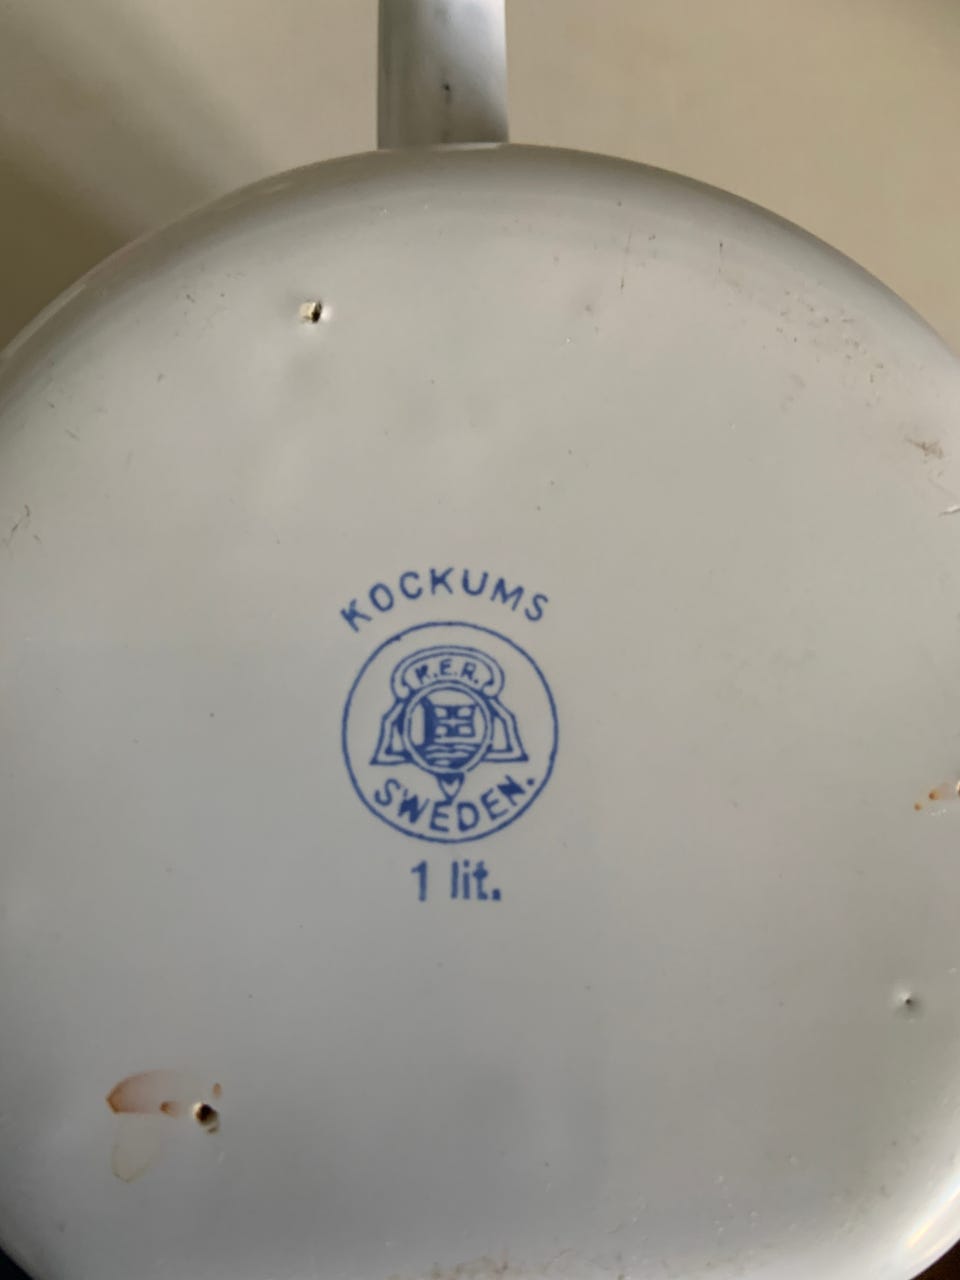 KOCKUMS
K.E.R.
SWEDEN.
1 lit.